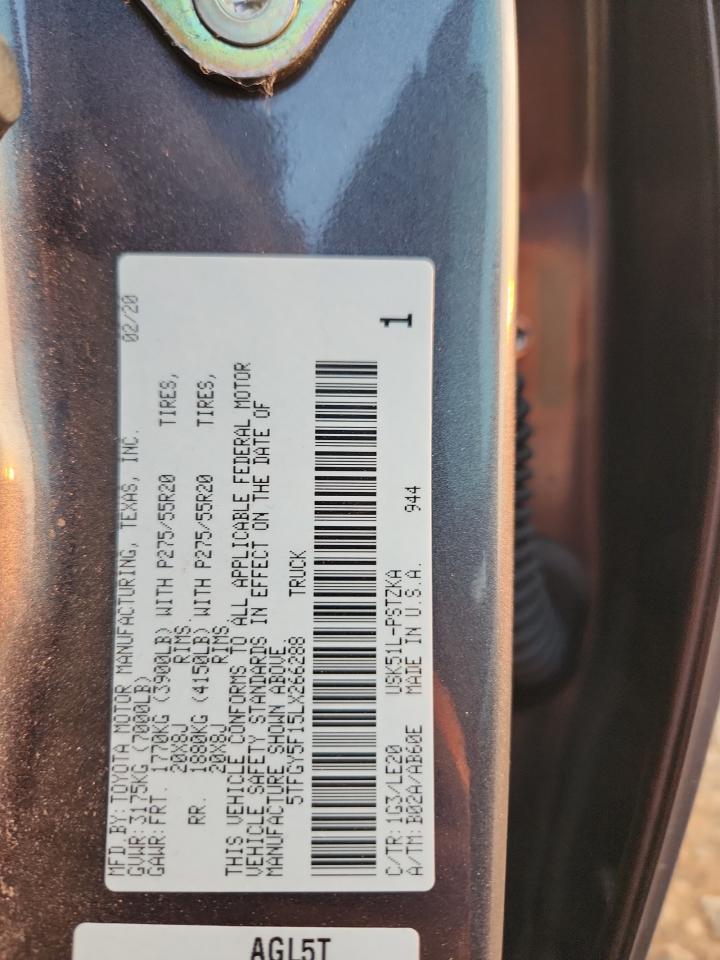 MFD BY: TOYOTA MOTOR MANUFACTURING, TEXAS, INC. 02/20
GVWR: 3175KG (7000LB)
GAWR: FRT. 1770KG (3900LB) WITH P275/55R20 TIRES,
20X8J RIMS.
RR. 1880KG (4150LB) WITH P275/55R20 TIRES,
20X8J RIMS.
THIS VEHICLE CONFORMS TO ALL APPLICABLE FEDERAL MOTOR
VEHICLE SAFETY STANDARDS IN EFFECT ON THE DATE OF
MANUFACTURE SHOWN ABOVE
5TFGY5F15LX266288 TRUCK
1
C/TR: 1G3/LE20 USK51L-PSTZKA 944
A/TM: B02A/AB60E MADE IN U.S.A.
AGL5T